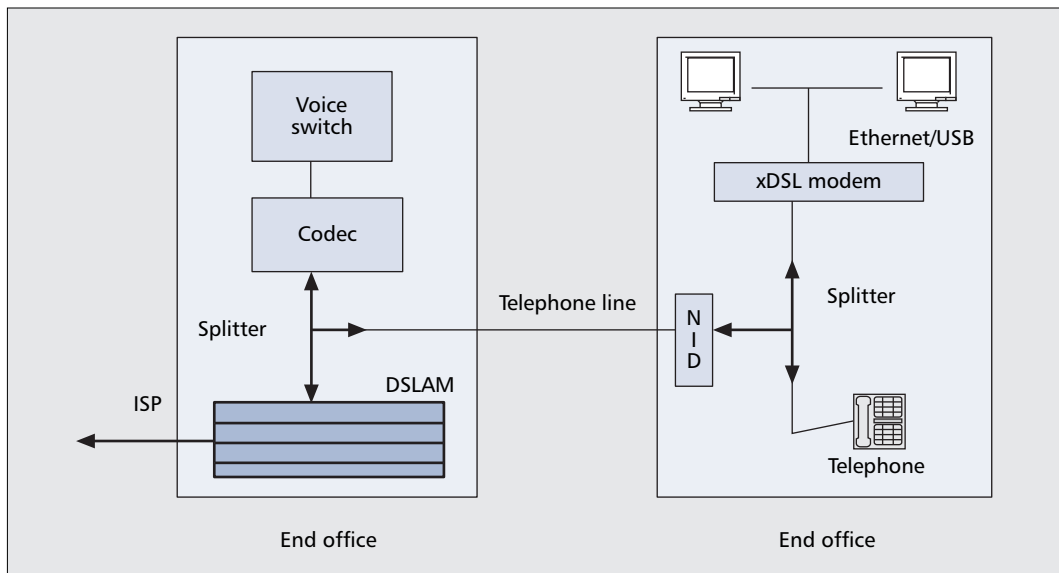 Voice
switch
Codec
Splitter
DSLAM
ISP
End office
Telephone line
Ethernet/USB
xDSL modem
Splitter
N
I
D
Telephone
End office